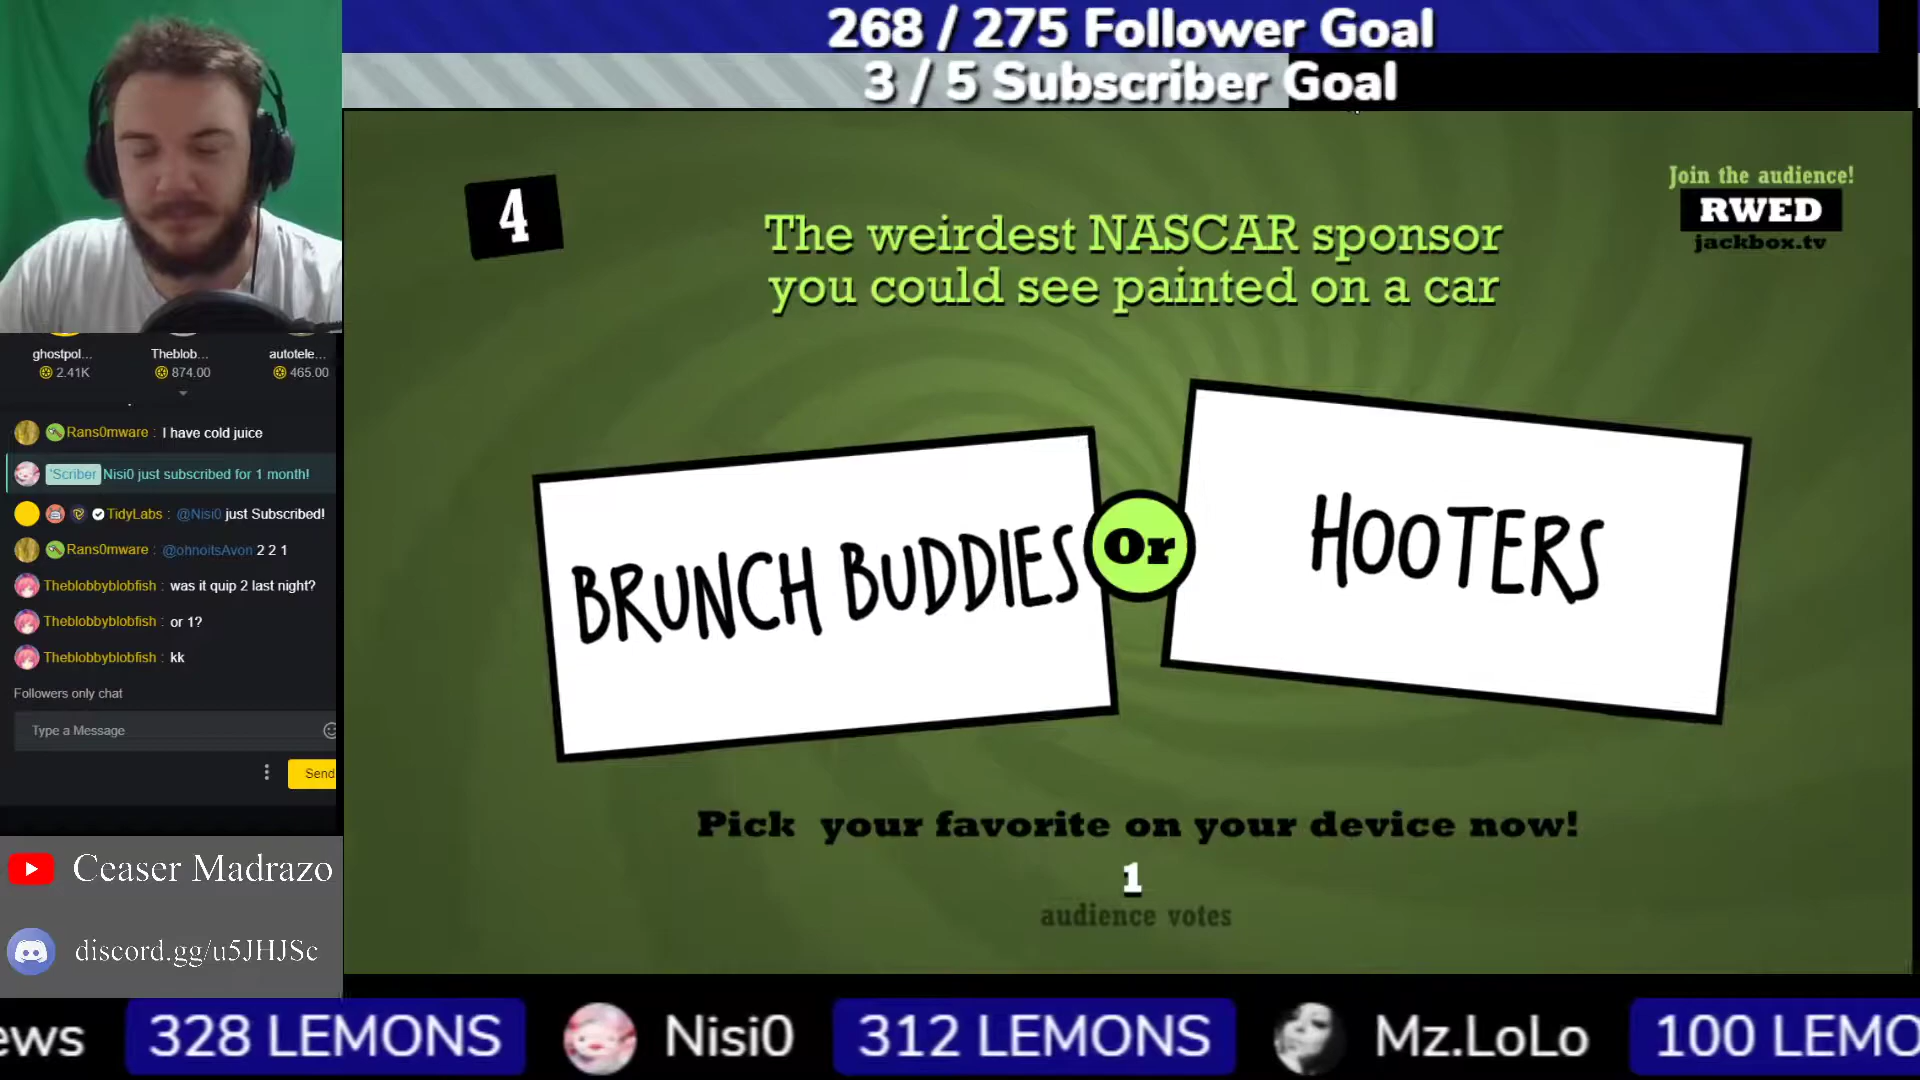 268 / 275 Follower Goal
3 / 5 Subscriber Goal
4
The weirdest NASCAR sponsor
you could see painted on a car
Join the audience!
RWED
jackbox.tv
BRUNCH BUDDIES
Or
HOOTERS
Pick your favorite on your device now!
1
audience votes
ghostpol... Theblob... autotele...
2.41K 874.00 465.00
Rans0mware : I have cold juice
'Scriber Nisi0 just subscribed for 1 month!
TidyLabs : @Nisi0 just Subscribed!
Rans0mware : @ohnoitsAvon 2 2 1
Theblobbyblobfish : was it quip 2 last night?
Theblobbyblobfish : or 1?
Theblobbyblobfish : kk
Followers only chat
Type a Message
Send
Ceaser Madrazo
discord.gg/u5JHJSc
ews 328 LEMONS Nisi0 312 LEMONS Mz.LoLo 100 LEMO